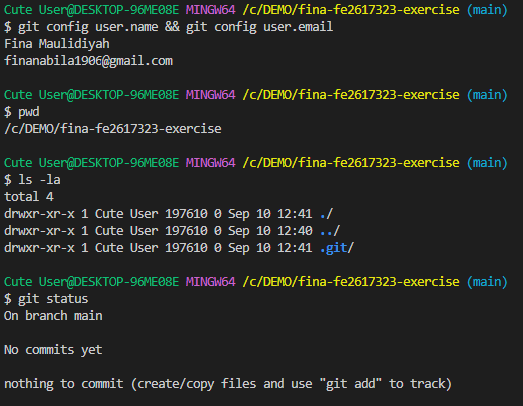 Cute User@DESKTOP-96ME08E MINGW64 /c/DEMO/fina-fe2617323-exercise (main)
$ git config user.name && git config user.email
Fina Maulidiyah
finanabila1906@gmail.com
Cute User@DESKTOP-96ME08E MINGW64 /c/DEMO/fina-fe2617323-exercise (main)
$ pwd
/c/DEMO/fina-fe2617323-exercise
Cute User@DESKTOP-96ME08E MINGW64 /c/DEMO/fina-fe2617323-exercise (main)
$ ls -la
total 4
drwxr-xr-x 1 Cute User 197610 0 Sep 10 12:41 ./
drwxr-xr-x 1 Cute User 197610 0 Sep 10 12:40 ../
drwxr-xr-x 1 Cute User 197610 0 Sep 10 12:41 .git/
Cute User@DESKTOP-96ME08E MINGW64 /c/DEMO/fina-fe2617323-exercise (main)
$ git status
On branch main
No commits yet
nothing to commit (create/copy files and use "git add" to track)